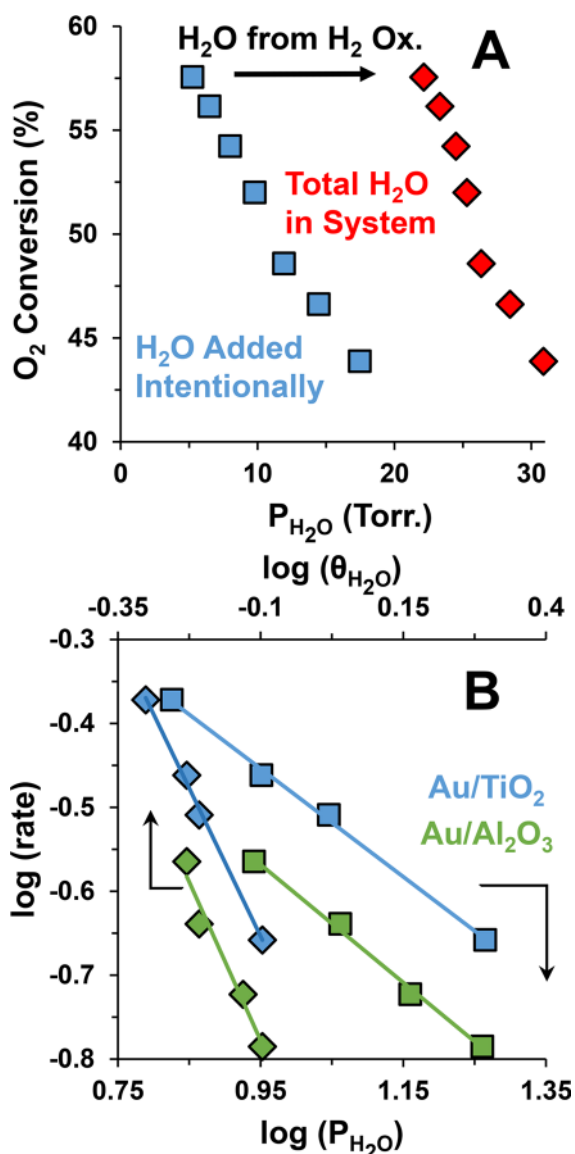 A
H₂O from H₂ Ox.
Total H₂O
in System
H₂O Added
Intentionally
O₂ Conversion (%)
60
55
50
45
40
0 10 20 30
P_H₂O (Torr.)
log (θ_H₂O)
-0.35 -0.1 0.15 0.4
B
Au/TiO₂
Au/Al₂O₃
log (rate)
-0.3
-0.4
-0.5
-0.6
-0.7
-0.8
0.75 0.95 1.15 1.35
log (P_H₂O)